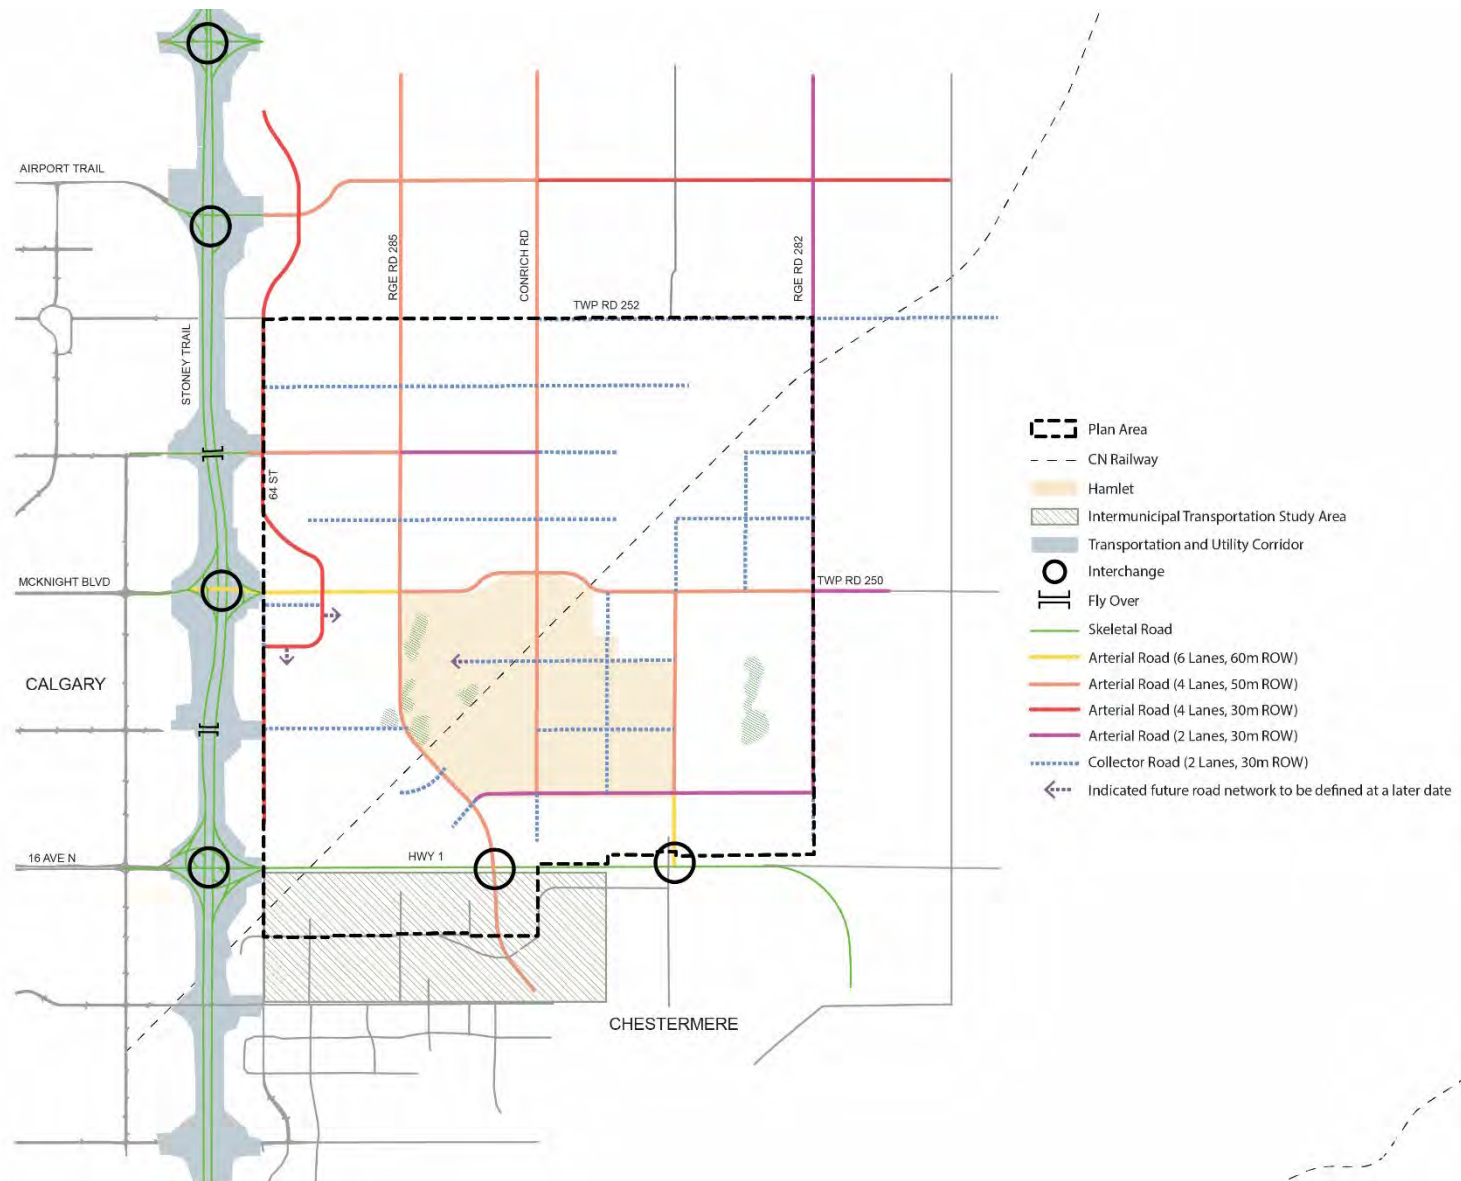 AIRPORT TRAIL
RGE RD 285
CONRICH RD
RGE RD 282
TWP RD 252
STONEY TRAIL
64 ST
MCKNIGHT BLVD
TWP RD 250
CALGARY
16 AVE N
HWY 1
CHESTERMERE
Plan Area
CN Railway
Hamlet
Intermunicipal Transportation Study Area
Transportation and Utility Corridor
Interchange
Fly Over
Skeletal Road
Arterial Road (6 Lanes, 60m ROW)
Arterial Road (4 Lanes, 50m ROW)
Arterial Road (4 Lanes, 30m ROW)
Arterial Road (2 Lanes, 30m ROW)
Collector Road (2 Lanes, 30m ROW)
Indicated future road network to be defined at a later date